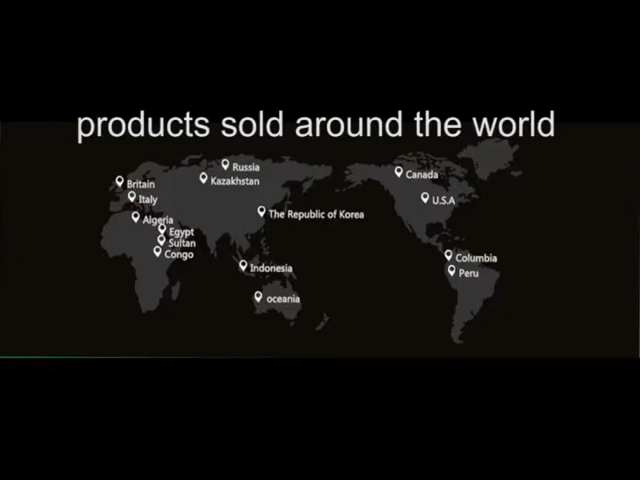 products sold around the world
Russia
Canada
Kazakhstan
Britain
Italy
U.S.A
The Republic of Korea
Algeria
Egypt
Sultan
Congo
Columbia
Indonesia
Peru
oceania